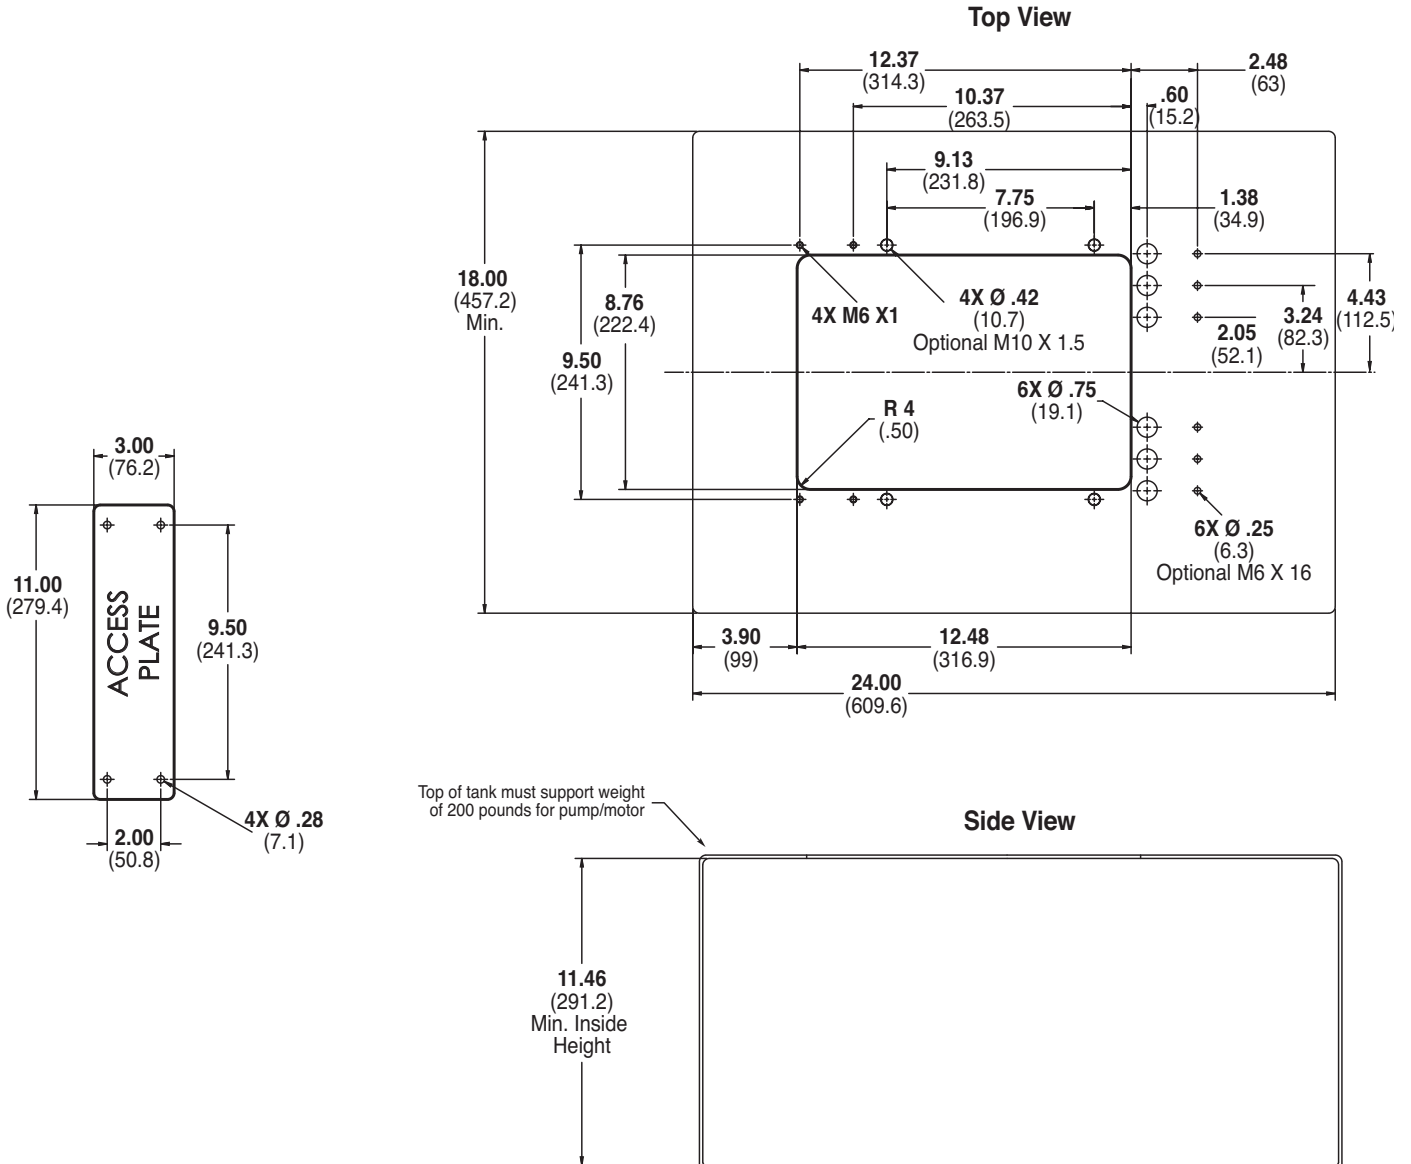 Top View
12.37
(314.3)
2.48
(63)
10.37
(263.5)
.60
(15.2)
9.13
(231.8)
7.75
(196.9)
1.38
(34.9)
18.00
(457.2)
Min.
8.76
(222.4)
9.50
(241.3)
4X M6 X1
4X Ø .42
(10.7)
Optional M10 X 1.5
4.43
(112.5)
3.24
(82.3)
2.05
(52.1)
6X Ø .75
(19.1)
R 4
(.50)
6X Ø .25
(6.3)
Optional M6 X 16
3.90
(99)
12.48
(316.9)
24.00
(609.6)
3.00
(76.2)
11.00
(279.4)
ACCESS
PLATE
9.50
(241.3)
4X Ø .28
(7.1)
2.00
(50.8)
Top of tank must support weight
of 200 pounds for pump/motor
Side View
11.46
(291.2)
Min. Inside
Height